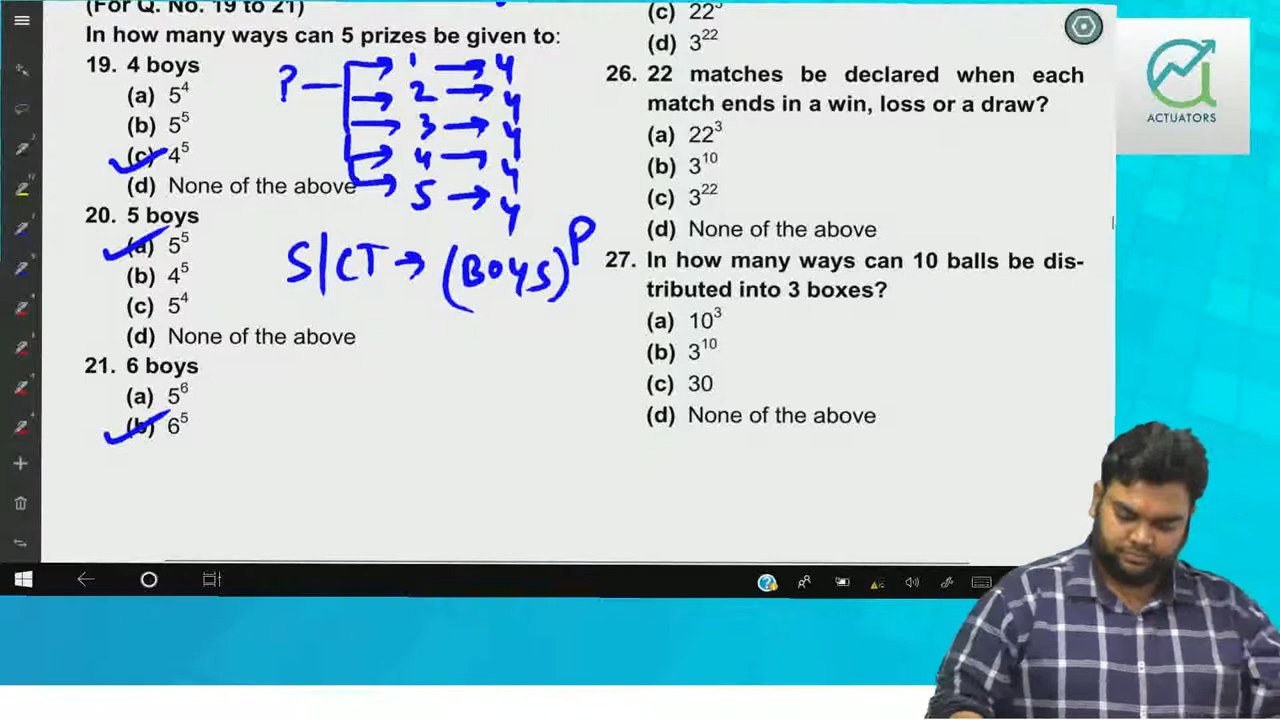 (For Q. No. 19 to 21)
In how many ways can 5 prizes be given to:
19. 4 boys
(a) 5⁴
(b) 5⁵
(c) 4⁵
(d) None of the above
P
1 → 4
2 → 4
3 → 4
4 → 4
5 → 4
20. 5 boys
(a) 5⁵
(b) 4⁵
(c) 5⁴
(d) None of the above
S/CT → (BOYS)ᴾ
21. 6 boys
(a) 5⁶
(b) 6⁵
(c) 22³
(d) 3²²
26. 22 matches be declared when each
match ends in a win, loss or a draw?
(a) 22³
(b) 3¹⁰
(c) 3²²
(d) None of the above
27. In how many ways can 10 balls be dis-
tributed into 3 boxes?
(a) 10³
(b) 3¹⁰
(c) 30
(d) None of the above
ACTUATORS